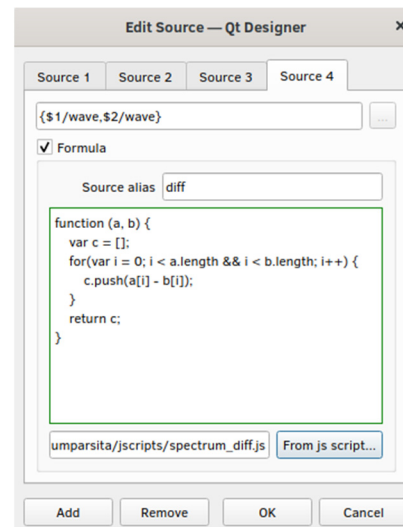 Edit Source — Qt Designer
Source 1 Source 2 Source 3 Source 4
{$1/wave,$2/wave}
...
Formula
Source alias diff
function (a, b) {
var c = [];
for(var i = 0; i < a.length && i < b.length; i++) {
c.push(a[i] - b[i]);
}
return c;
}
umparsita/jscripts/spectrum_diff.js From js script...
Add Remove OK Cancel